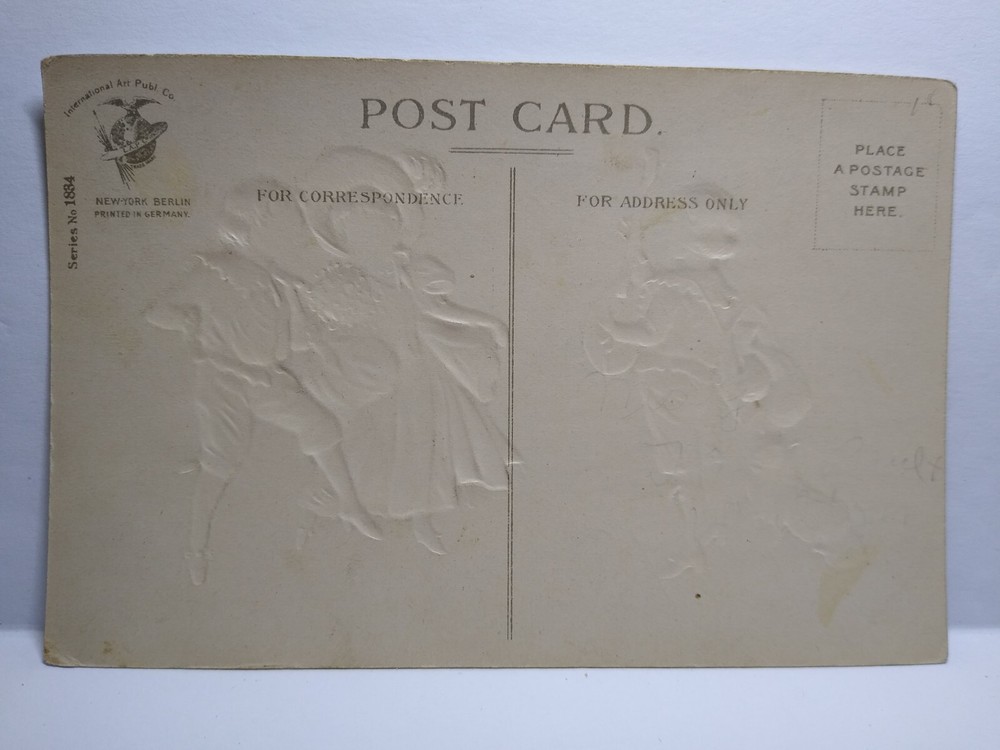 International Art Publ. Co.
NEW-YORK BERLIN
PRINTED IN GERMANY.
Series No 1884
POST CARD.
FOR CORRESPONDENCE
FOR ADDRESS ONLY
PLACE
A POSTAGE
STAMP
HERE.